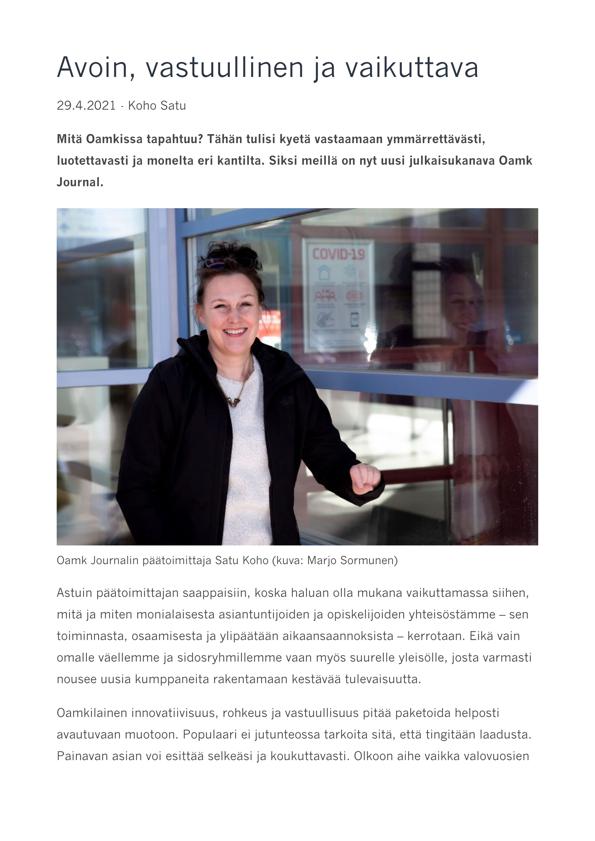 Avoin, vastuullinen ja vaikuttava
29.4.2021 - Koho Satu
Mitä Oamkissa tapahtuu? Tähän tulisi kyetä vastaamaan ymmärrettävästi,
luotettavasti ja monelta eri kantilta. Siksi meillä on nyt uusi julkaisukanava Oamk
Journal.
COVID-19
Oamk Journalin päätoimittaja Satu Koho (kuva: Marjo Sormunen)
Astuin päätoimittajan saappaisiin, koska haluan olla mukana vaikuttamassa siihen,
mitä ja miten monialaisesta asiantuntijoiden ja opiskelijoiden yhteisöstämme – sen
toiminnasta, osaamisesta ja ylipäätään aikaansaannoksista – kerrotaan. Eikä vain
omalle väellemme ja sidosryhmillemme vaan myös suurelle yleisölle, josta varmasti
nousee uusia kumppaneita rakentamaan kestävää tulevaisuutta.
Oamkilainen innovatiivisuus, rohkeus ja vastuullisuus pitää paketoida helposti
avautuvaan muotoon. Populaari ei jutunteossa tarkoita sitä, että tingitään laadusta.
Painavan asian voi esittää selkeäsi ja koukuttavasti. Olkoon aihe vaikka valovuosien